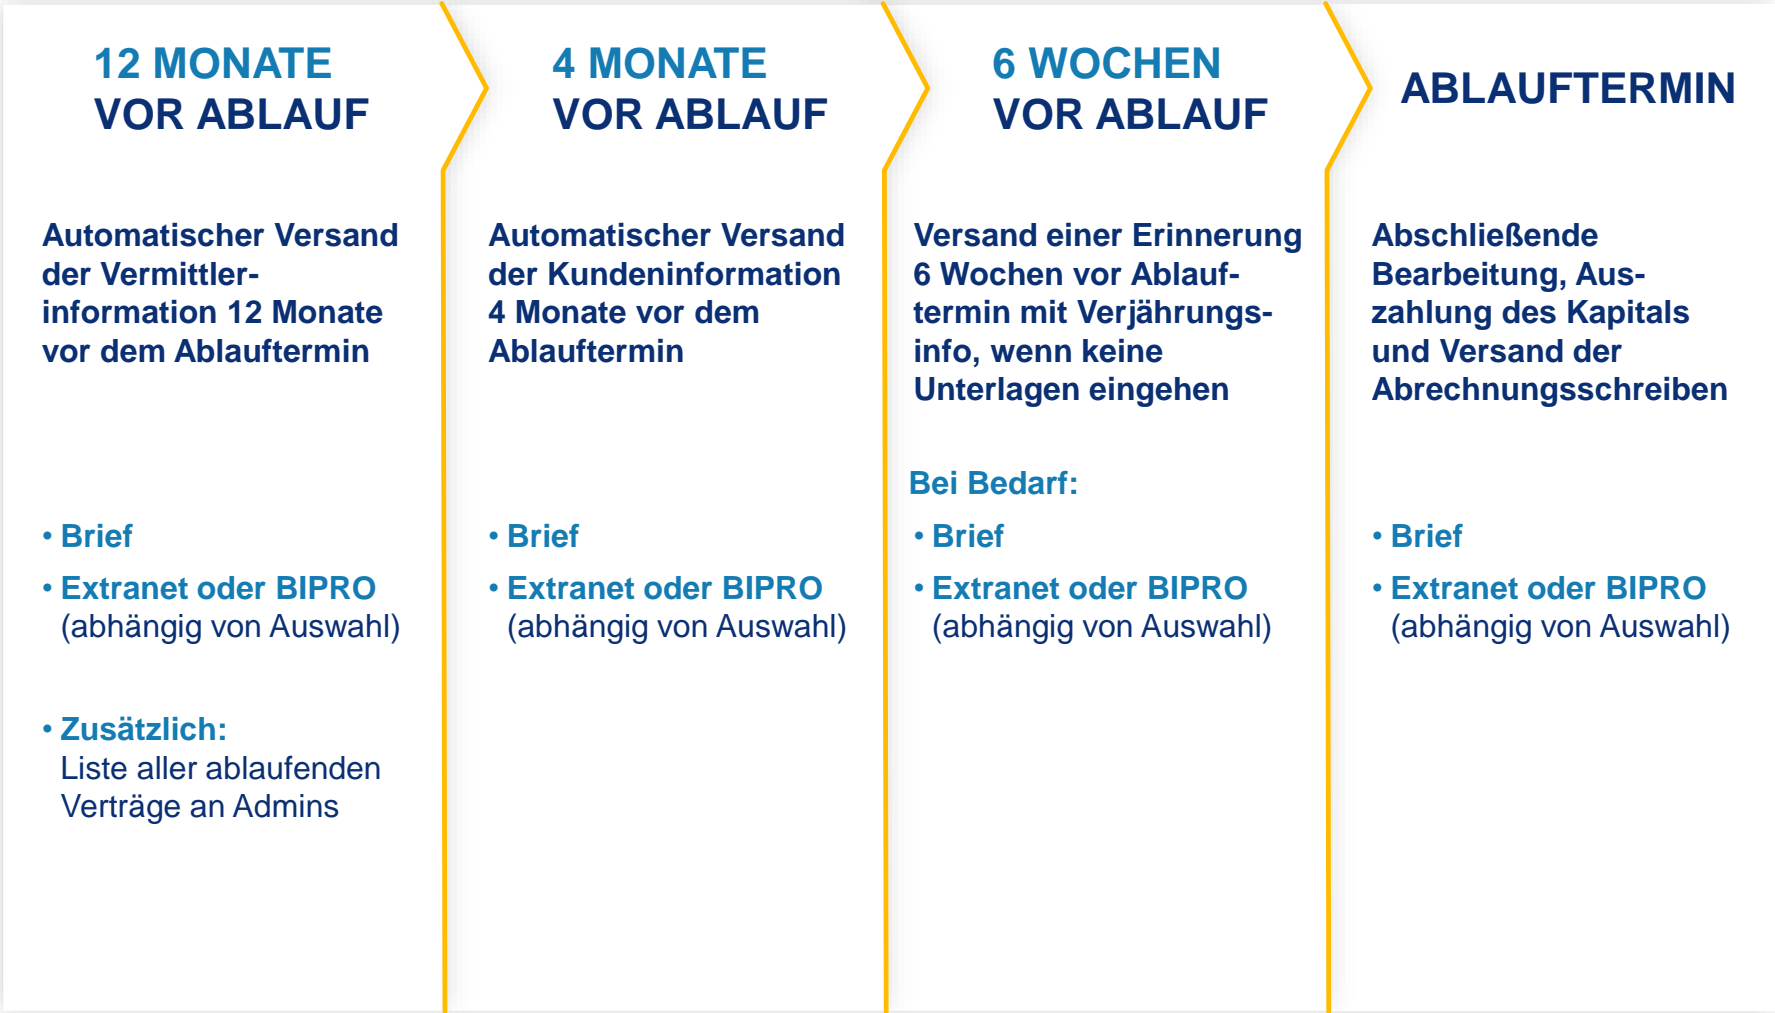 12 MONATE
VOR ABLAUF
Automatischer Versand
der Vermittler-
information 12 Monate
vor dem Ablauftermin
• Brief
• Extranet oder BIPRO
(abhängig von Auswahl)
• Zusätzlich:
Liste aller ablaufenden
Verträge an Admins
4 MONATE
VOR ABLAUF
Automatischer Versand
der Kundeninformation
4 Monate vor dem
Ablauftermin
• Brief
• Extranet oder BIPRO
(abhängig von Auswahl)
6 WOCHEN
VOR ABLAUF
Versand einer Erinnerung
6 Wochen vor Ablauf-
termin mit Verjährungs-
info, wenn keine
Unterlagen eingehen
Bei Bedarf:
• Brief
• Extranet oder BIPRO
(abhängig von Auswahl)
ABLAUFTERMIN
Abschließende
Bearbeitung, Aus-
zahlung des Kapitals
und Versand der
Abrechnungsschreiben
• Brief
• Extranet oder BIPRO
(abhängig von Auswahl)